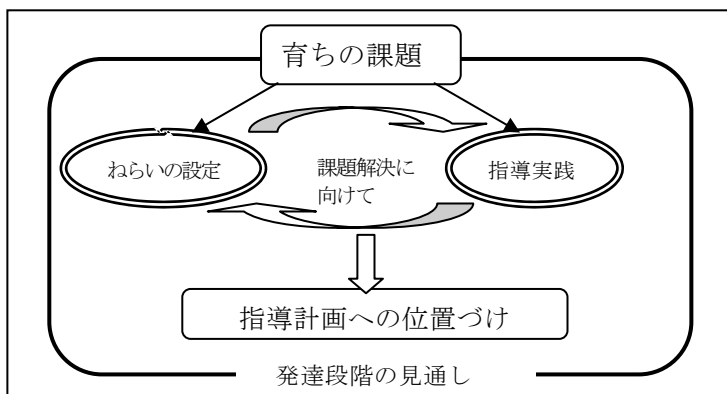 育ちの課題
ねらいの設定
課題解決に
向けて
指導実践
指導計画への位置づけ
発達段階の見通し